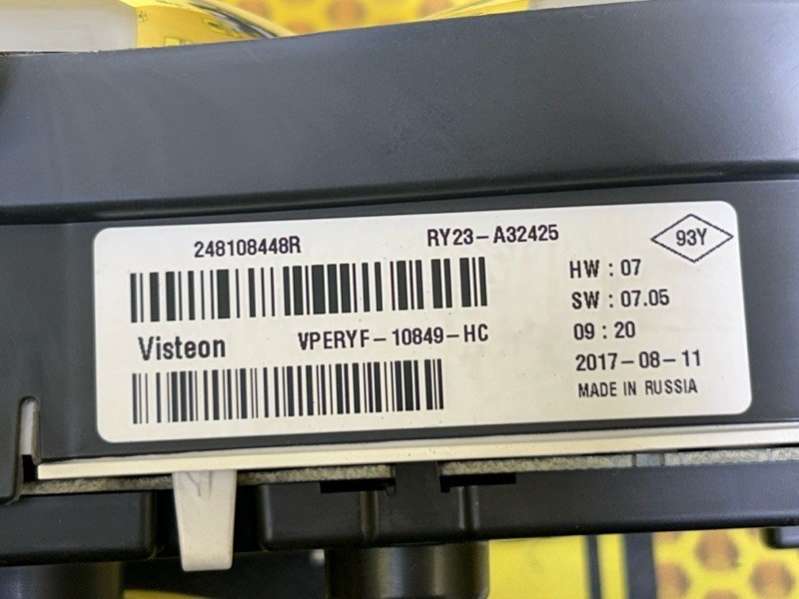 248108448R RY23-A32425 93Y
HW : 07
SW : 07.05
Visteon VPERYF-10849-HC 09 : 20
2017-08-11
MADE IN RUSSIA